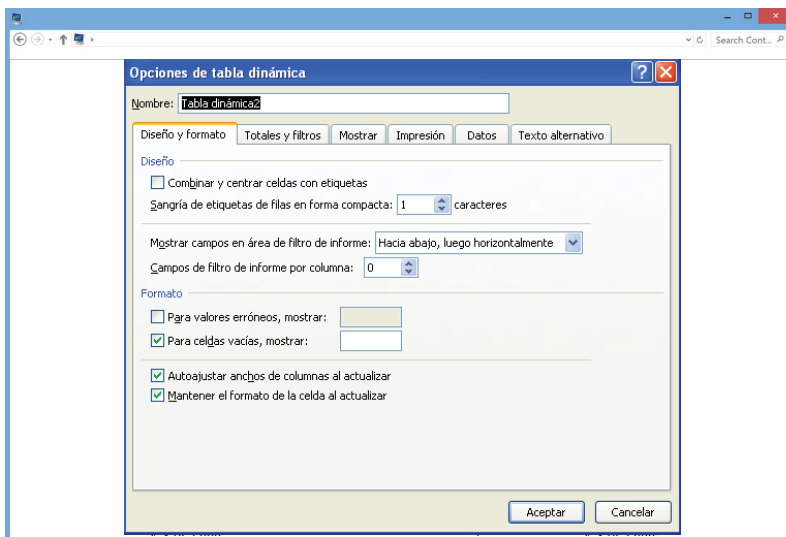 Search Cont...
Opciones de tabla dinámica
Nombre: Tabla dinámica2
Diseño y formato Totales y filtros Mostrar Impresión Datos Texto alternativo
Diseño
Combinar y centrar celdas con etiquetas
Sangría de etiquetas de filas en forma compacta: 1 caracteres
Mostrar campos en área de filtro de informe: Hacia abajo, luego horizontalmente
Campos de filtro de informe por columna: 0
Formato
Para valores erróneos, mostrar:
Para celdas vacías, mostrar:
Autoajustar anchos de columnas al actualizar
Mantener el formato de la celda al actualizar
Aceptar Cancelar